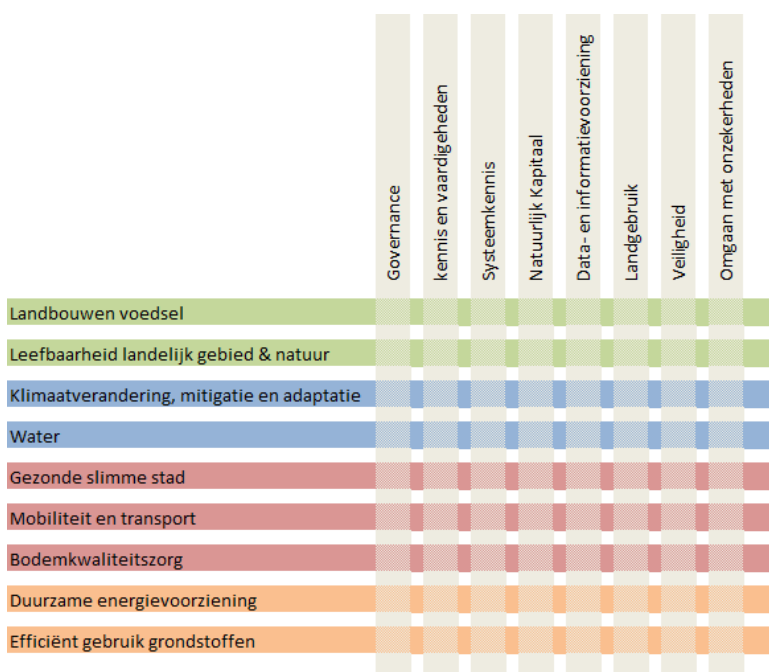 Governance
kennis en vaardigeheden
Systeemkennis
Natuurlijk Kapitaal
Data- en informatievoorziening
Landgebruik
Veiligheid
Omgaan met onzekerheden
Landbouwen voedsel
Leefbaarheid landelijk gebied & natuur
Klimaatverandering, mitigatie en adaptatie
Water
Gezonde slimme stad
Mobiliteit en transport
Bodemkwaliteitszorg
Duurzame energievoorziening
Efficiënt gebruik grondstoffen